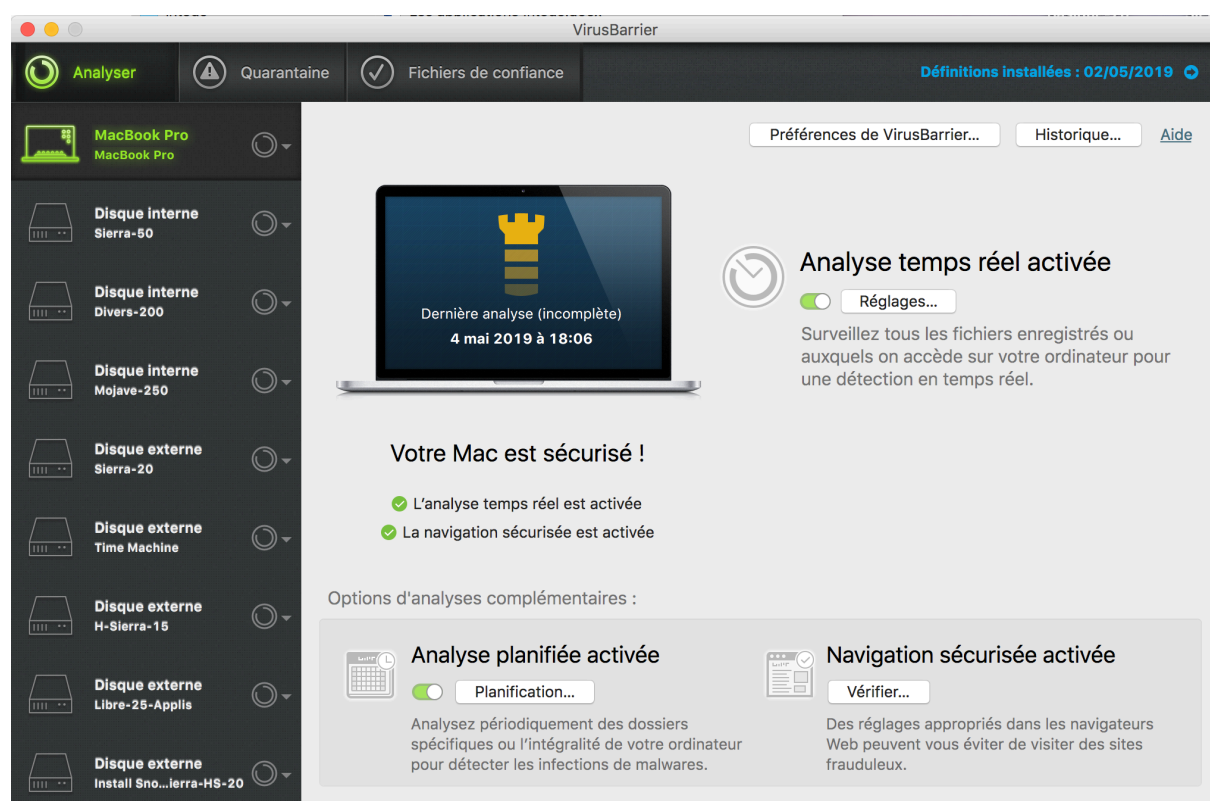 VirusBarrier
Analyser
Quarantaine
Fichiers de confiance
Définitions installées : 02/05/2019
MacBook Pro
MacBook Pro
Disque interne
Sierra-50
Disque interne
Divers-200
Disque interne
Mojave-250
Disque externe
Sierra-20
Disque externe
Time Machine
Disque externe
H-Sierra-15
Disque externe
Libre-25-Applis
Disque externe
Install Sno...ierra-HS-20
Préférences de VirusBarrier...
Historique...
Aide
Dernière analyse (incomplète)
4 mai 2019 à 18:06
Analyse temps réel activée
Réglages...
Surveillez tous les fichiers enregistrés ou
auxquels on accède sur votre ordinateur pour
une détection en temps réel.
Votre Mac est sécurisé !
L'analyse temps réel est activée
La navigation sécurisée est activée
Options d'analyses complémentaires :
Analyse planifiée activée
Planification...
Analysez périodiquement des dossiers
spécifiques ou l'intégralité de votre ordinateur
pour détecter les infections de malwares.
Navigation sécurisée activée
Vérifier...
Des réglages appropriés dans les navigateurs
Web peuvent vous éviter de visiter des sites
frauduleux.